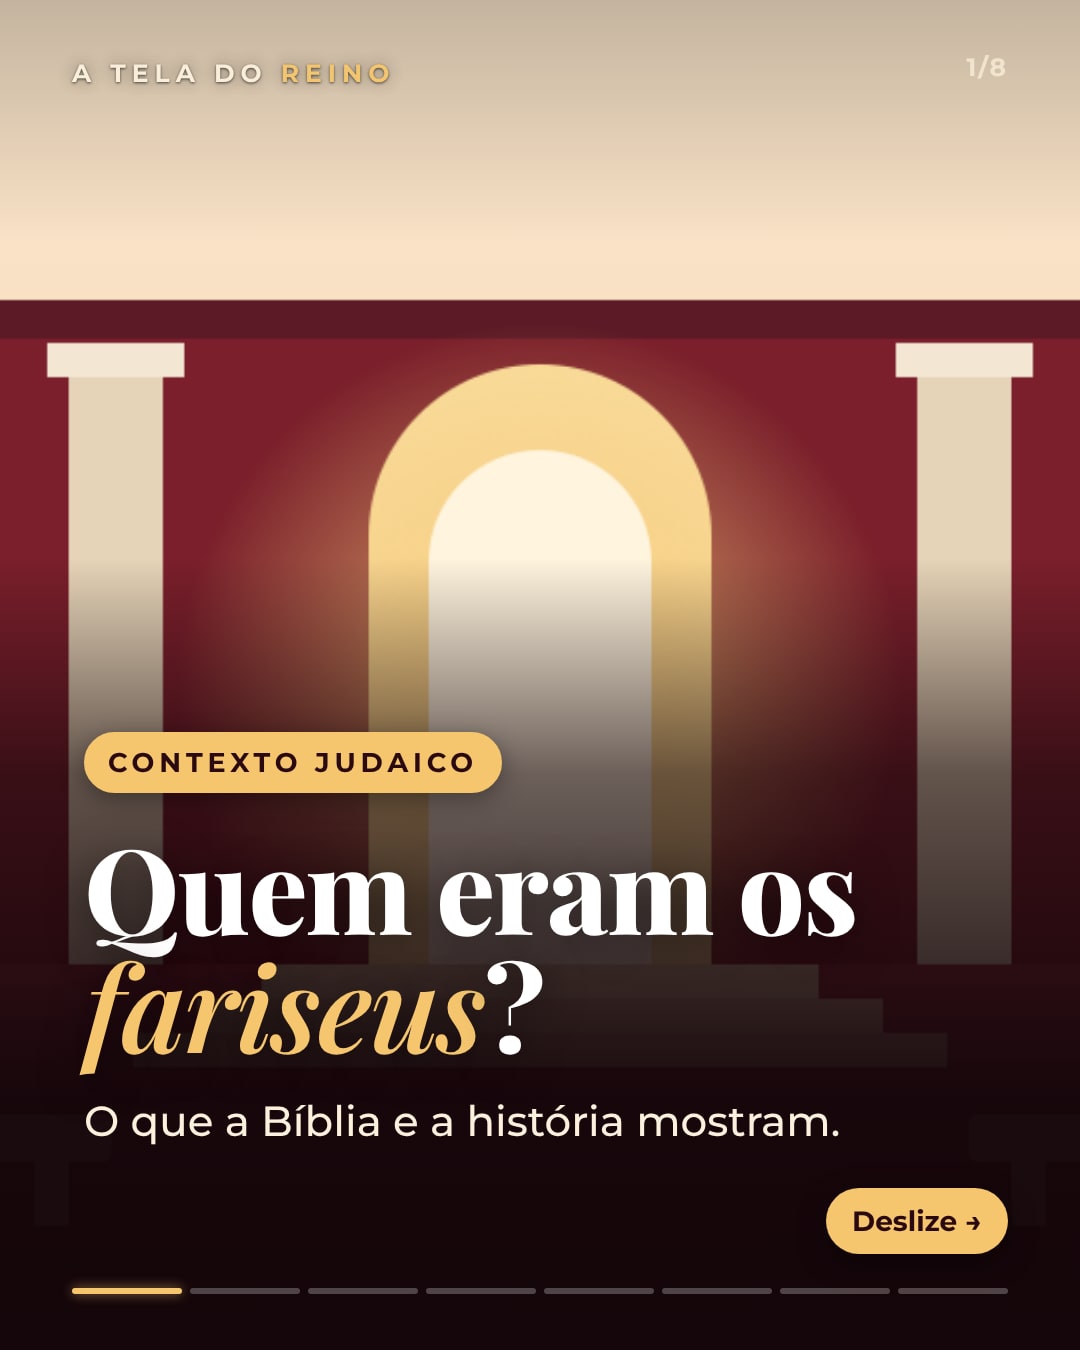 A TELA DO REINO
1/8
CONTEXTO JUDAICO
Quem eram os
fariseus?
O que a Bíblia e a história mostram.
Deslize →